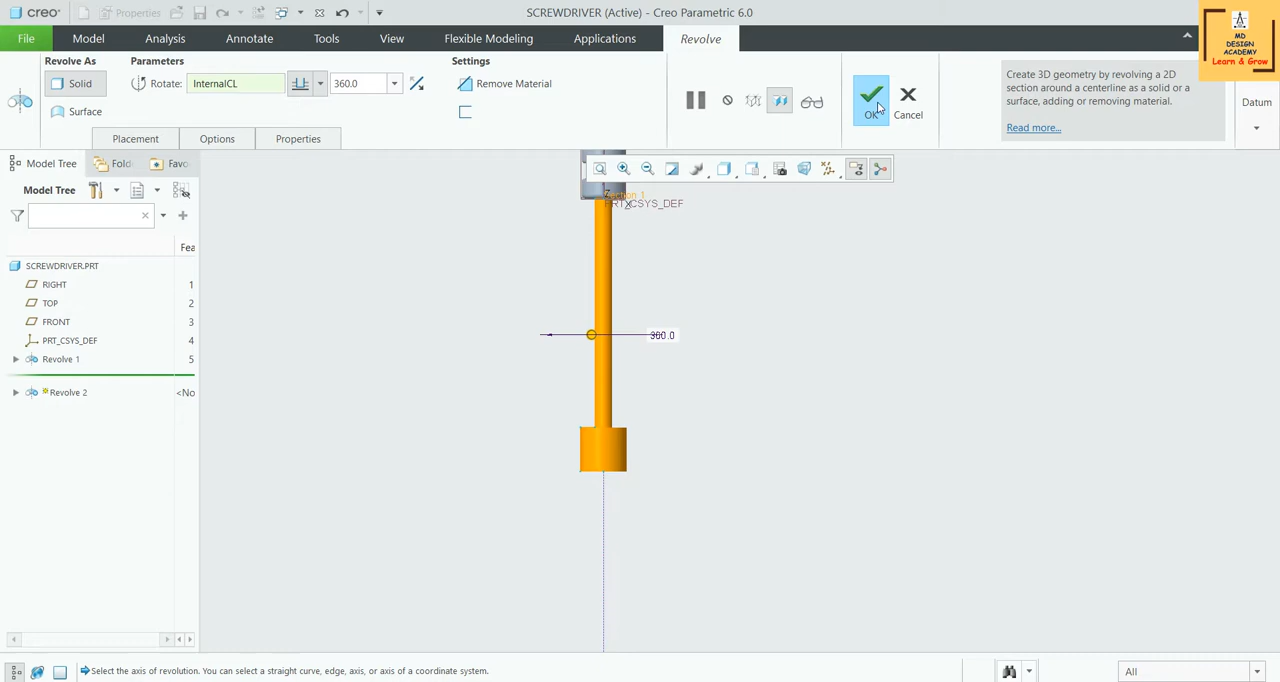 creo
Properties
SCREWDRIVER (Active) - Creo Parametric 6.0
MD
DESIGN
ACADEMY
Learn & Grow
File
Model
Analysis
Annotate
Tools
View
Flexible Modeling
Applications
Revolve
Revolve As
Parameters
Settings
Solid
Rotate:
InternalCL
360.0
Remove Material
Surface
OK
Cancel
Create 3D geometry by revolving a 2D
section around a centerline as a solid or a
surface, adding or removing material.
Read more...
Datum
Placement
Options
Properties
Model Tree
Fold
Favo
Model Tree
Fea
SCREWDRIVER.PRT
RIGHT 1
TOP 2
FRONT 3
PRT_CSYS_DEF 4
Revolve 1 5
Revolve 2 <No
Section 1
PRT_CSYS_DEF
360.0
Select the axis of revolution. You can select a straight curve, edge, axis, or axis of a coordinate system.
All